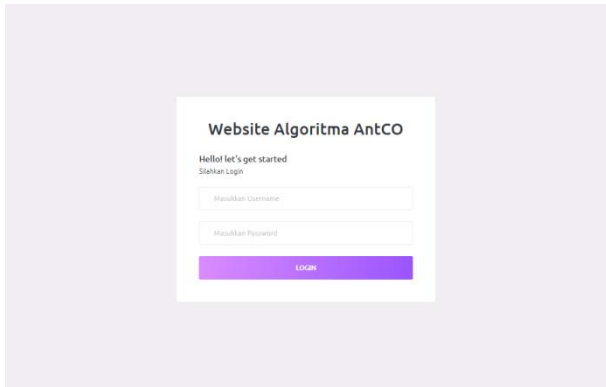 Website Algoritma AntCO
Hello! let's get started
Silahkan Login
Masukkan Username
Masukkan Password
LOGIN